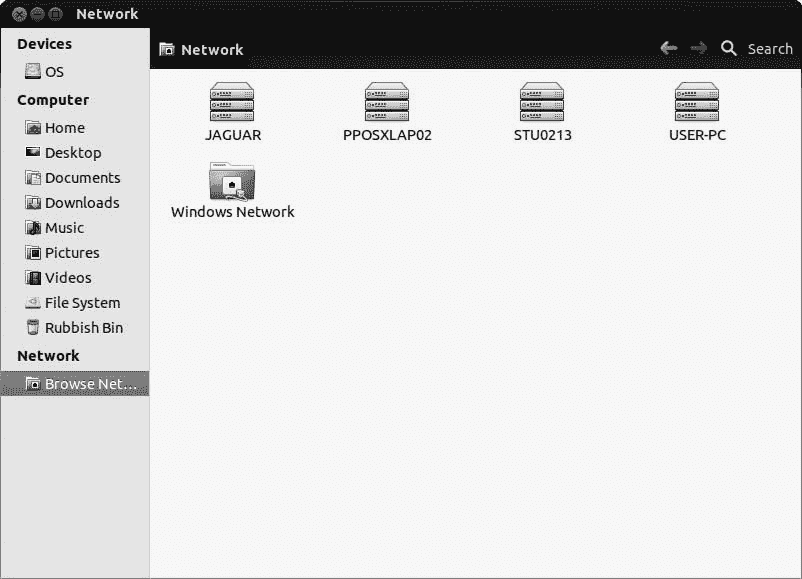 Network
Devices
OS
Computer
Home
Desktop
Documents
Downloads
Music
Pictures
Videos
File System
Rubbish Bin
Network
Browse Net...
Network
Search
JAGUAR
PPOSXLAP02
STU0213
USER-PC
Windows Network